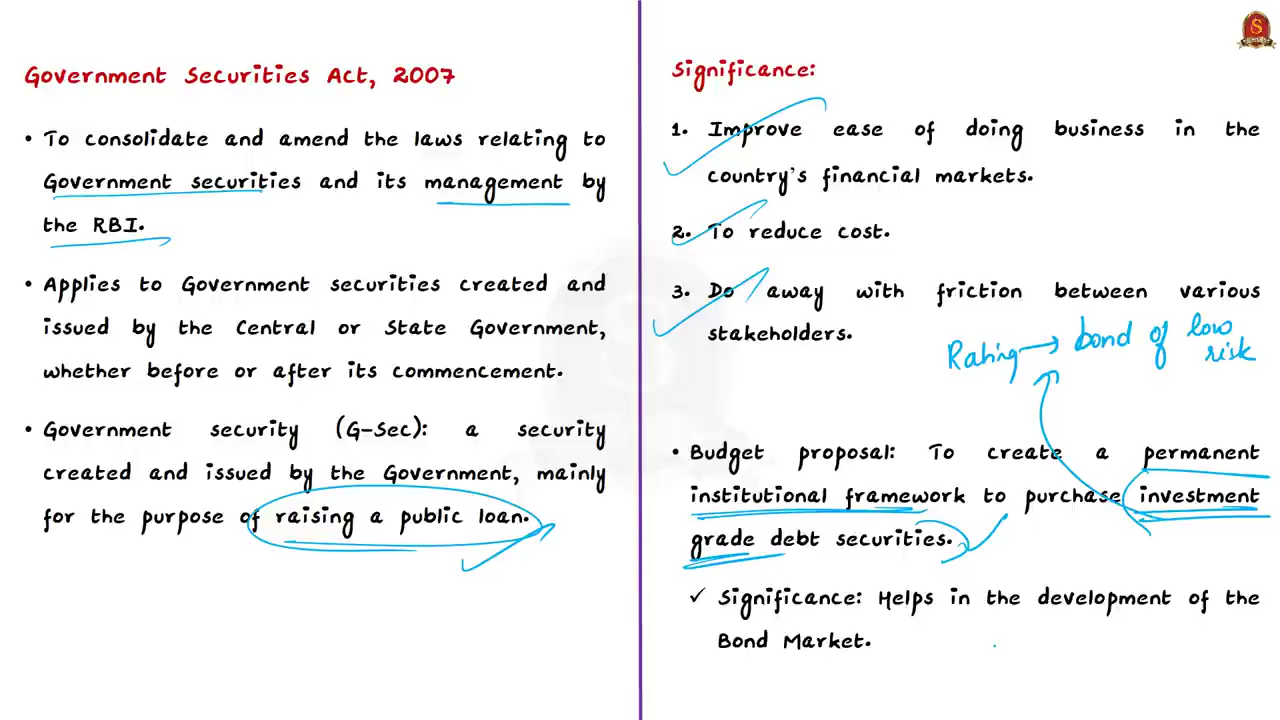 Government Securities Act, 2007
• To consolidate and amend the laws relating to
Government securities and its management by
the RBI.
• Applies to Government securities created and
issued by the Central or State Government,
whether before or after its commencement.
• Government security (G-Sec): a security
created and issued by the Government, mainly
for the purpose of raising a public loan.
Significance:
1. Improve ease of doing business in the
country's financial markets.
2. To reduce cost.
3. Do away with friction between various
stakeholders.
Rating → bond of low
risk
• Budget proposal: To create a permanent
institutional framework to purchase investment
grade debt securities.
✓ Significance: Helps in the development of the
Bond Market.